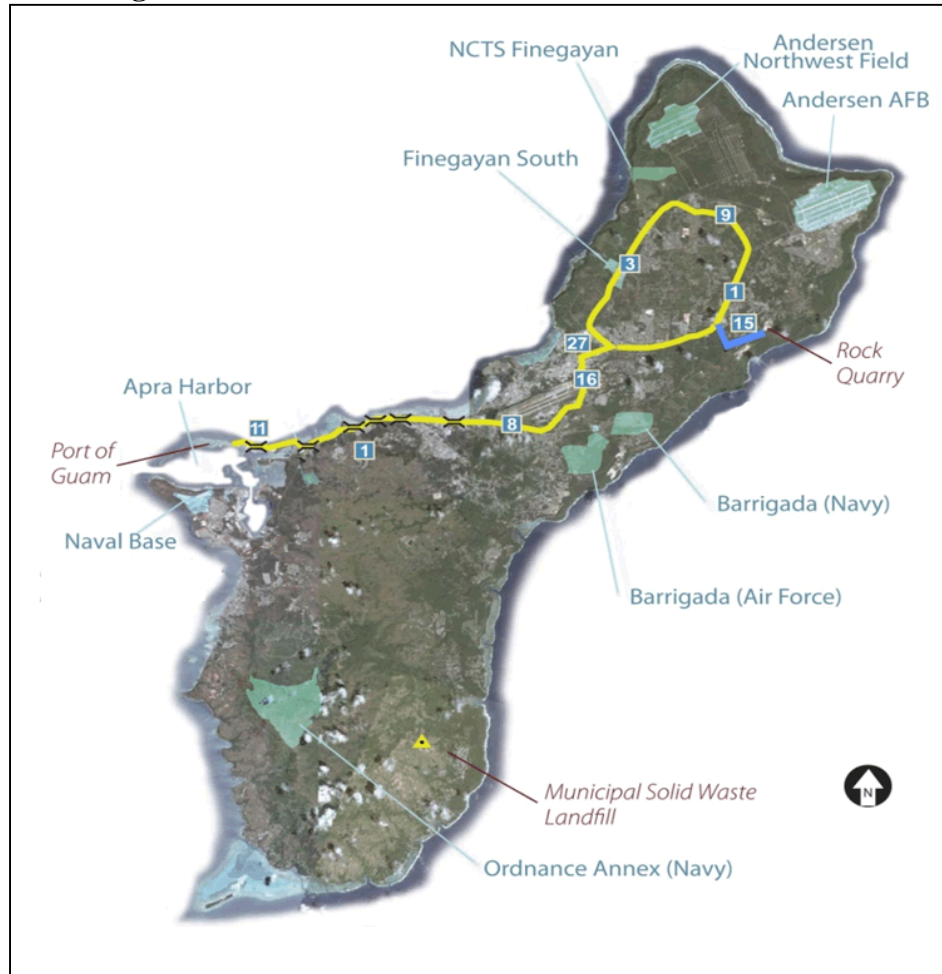 NCTS Finegayan
Andersen
Northwest Field
Andersen AFB
Finegayan South
9
3
1
15
27
Rock
Quarry
16
Apra Harbor
11
8
1
Port of
Guam
Barrigada (Navy)
Naval Base
Barrigada (Air Force)
Municipal Solid Waste
Landfill
N
Ordnance Annex (Navy)